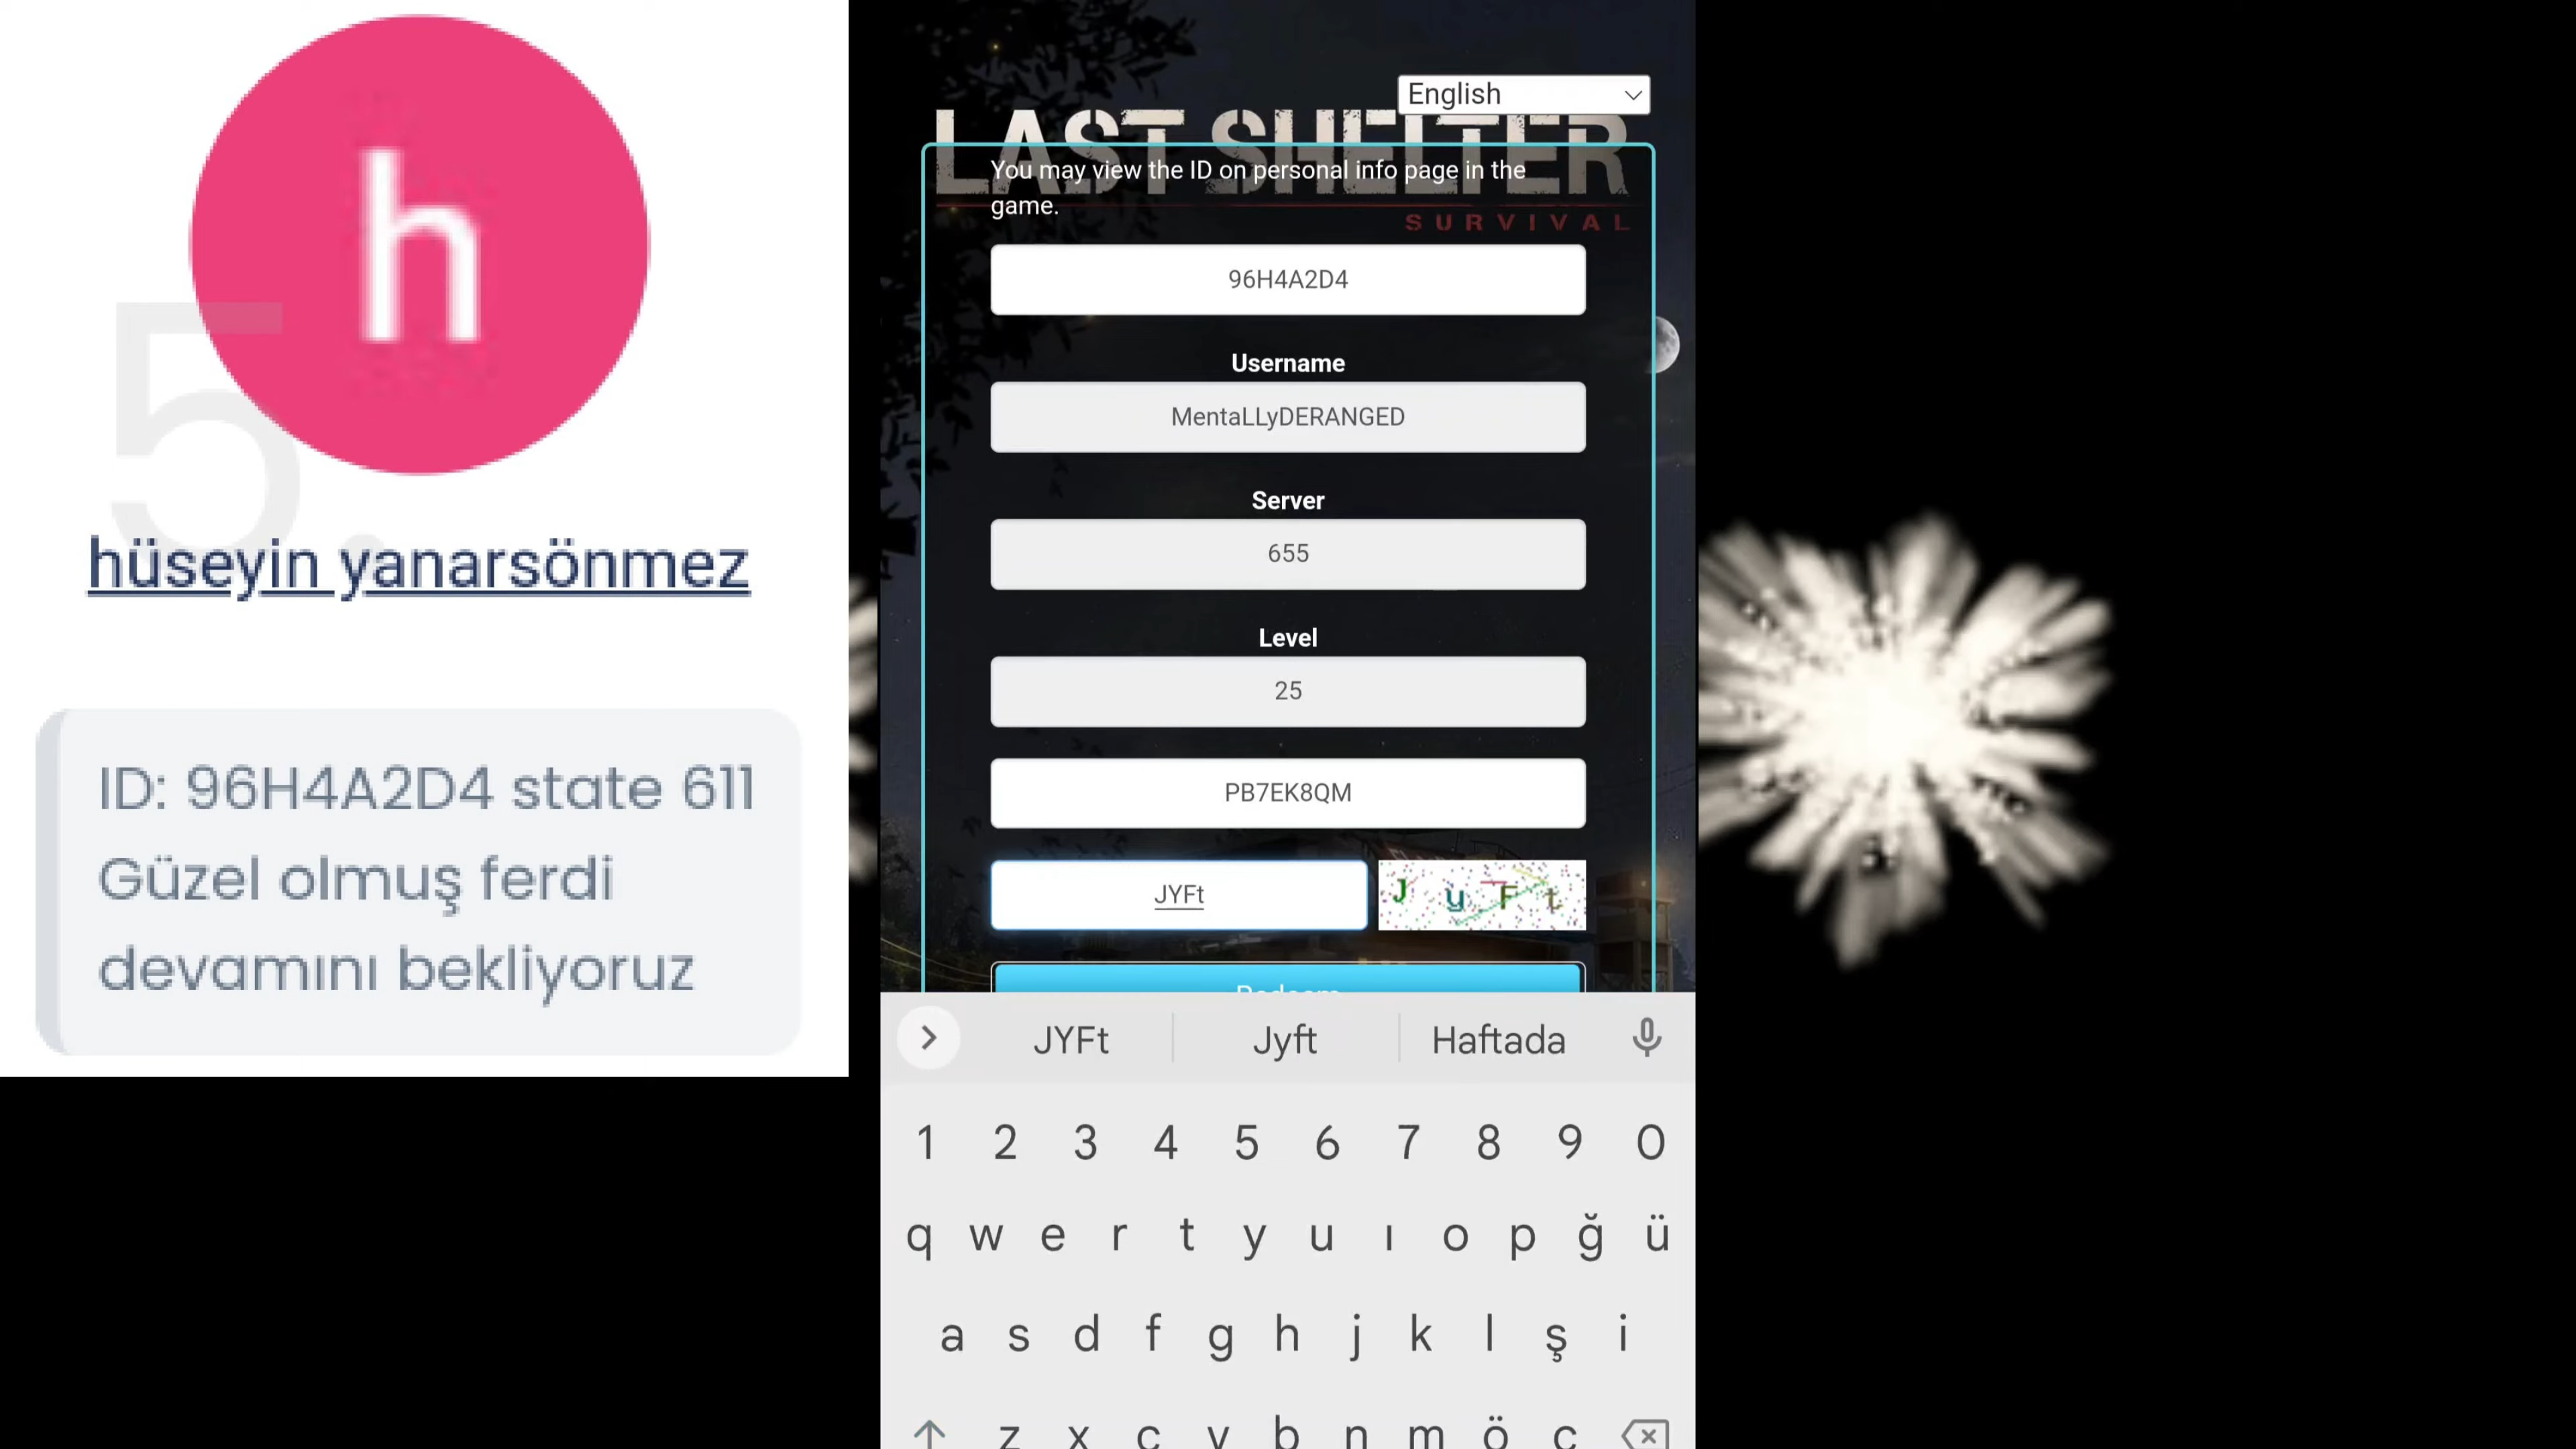 h
5.
hüseyin yanarsönmez
ID: 96H4A2D4 state 611
Güzel olmuş ferdi
devamını bekliyoruz
English
LAST SHELTER
SURVIVAL
You may view the ID on personal info page in the
game.
96H4A2D4
Username
MentaLLyDERANGED
Server
655
Level
25
PB7EK8QM
JYFt
J y F t
Redeem
JYFt Jyft Haftada
1 2 3 4 5 6 7 8 9 0
q w e r t y u ı o p ğ ü
a s d f g h j k l ş i
z x c v b n m ö ç